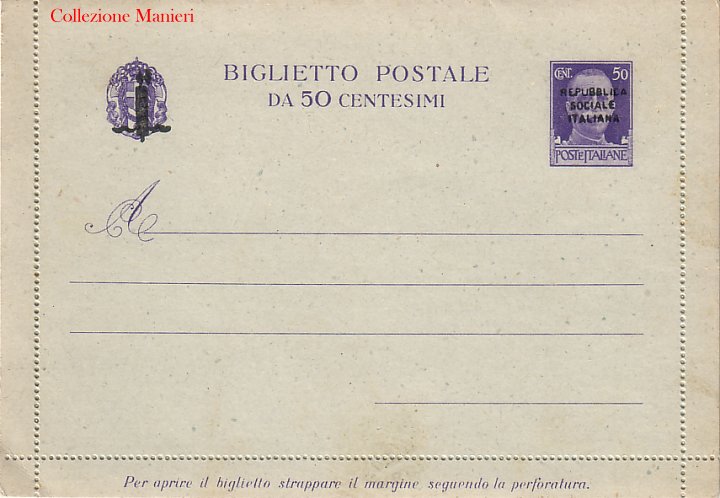 Collezione Manieri
BIGLIETTO POSTALE
DA 50 CENTESIMI
CENT. 50
REPUBBLICA
SOCIALE
ITALIANA
POSTE ITALIANE
A
Per aprire il biglietto strappare il margine seguendo la perforatura.